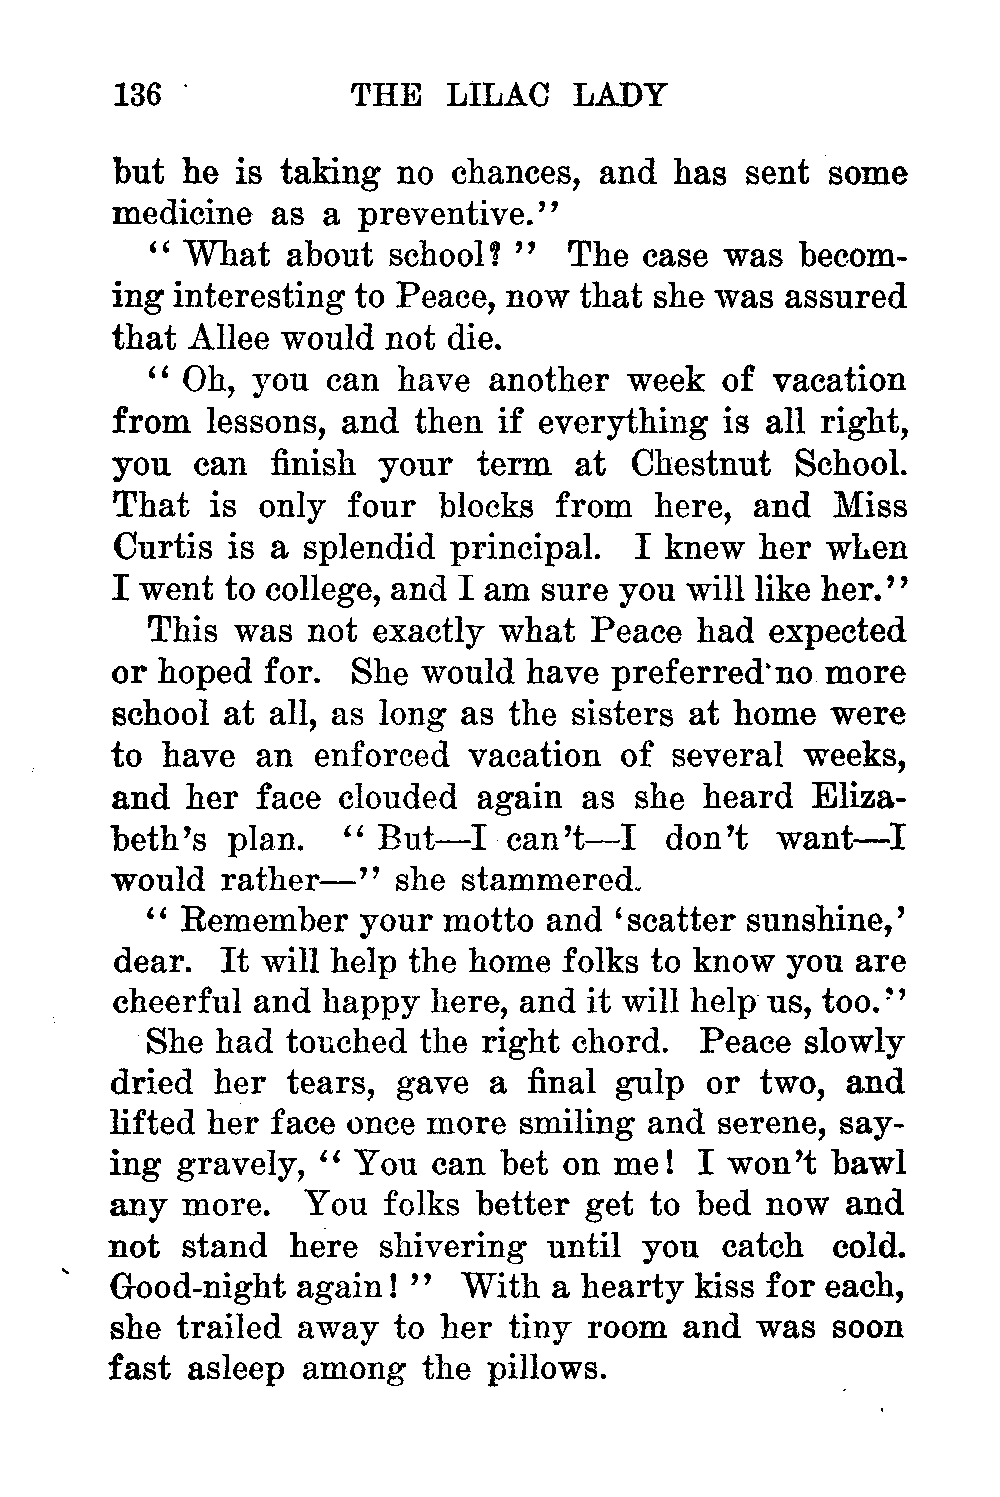 136 THE LILAC LADY
but he is taking no chances, and has sent some
medicine as a preventive.”
“ What about school? ” The case was becom-
ing interesting to Peace, now that she was assured
that Allee would not die.
“ Oh, you can have another week of vacation
from lessons, and then if everything is all right,
you can finish your term at Chestnut School.
That is only four blocks from here, and Miss
Curtis is a splendid principal. I knew her when
I went to college, and I am sure you will like her.”
This was not exactly what Peace had expected
or hoped for. She would have preferred no more
school at all, as long as the sisters at home were
to have an enforced vacation of several weeks,
and her face clouded again as she heard Eliza-
beth’s plan. “ But—I can’t—I don’t want—I
would rather—” she stammered.
“ Remember your motto and ‘scatter sunshine,’
dear. It will help the home folks to know you are
cheerful and happy here, and it will help us, too.”
She had touched the right chord. Peace slowly
dried her tears, gave a final gulp or two, and
lifted her face once more smiling and serene, say-
ing gravely, “ You can bet on me! I won’t bawl
any more. You folks better get to bed now and
not stand here shivering until you catch cold.
Good-night again! ” With a hearty kiss for each,
she trailed away to her tiny room and was soon
fast asleep among the pillows.